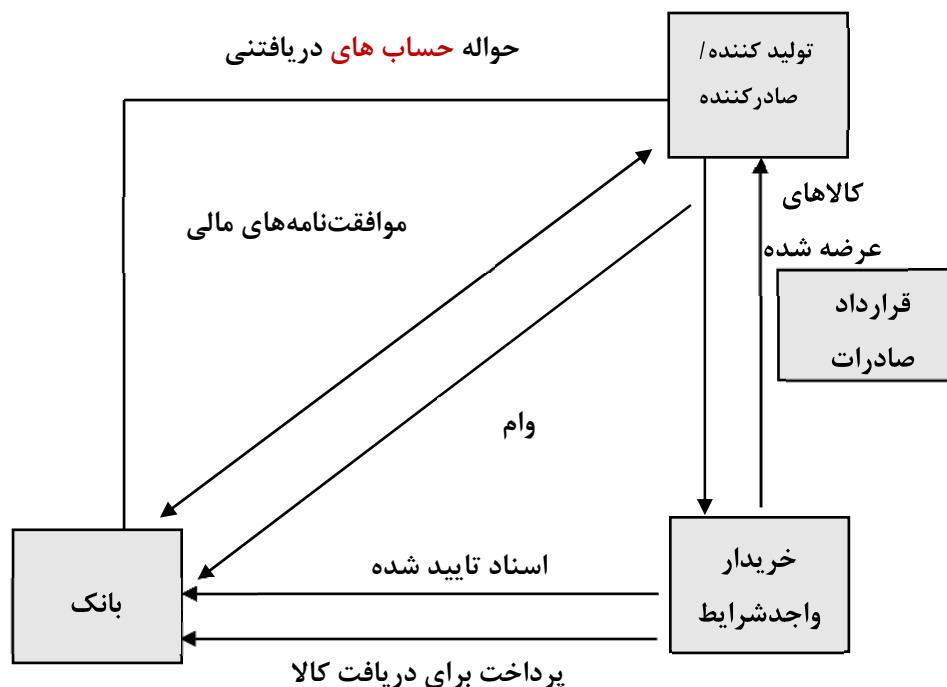 حواله حساب های دریافتنی
تولید کننده/
صادرکننده
کالاهای
عرضه شده
موافقت‌نامه‌های مالی
قرارداد
صادرات
وام
اسناد تایید شده
خریدار
واجدشرایط
بانک
پرداخت برای دریافت کالا